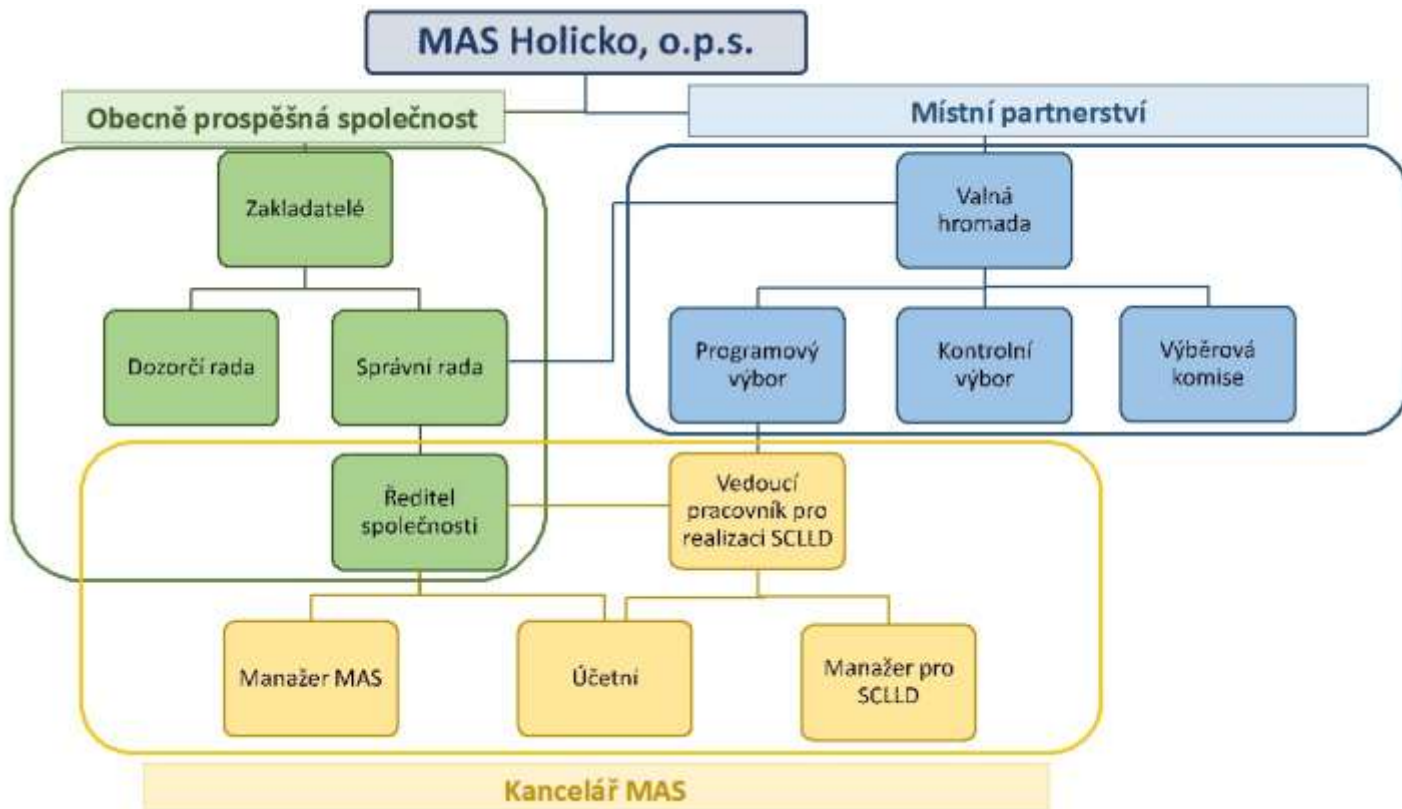 MAS Holicko, o.p.s.
Obecně prospěšná společnost
Místní partnerství
Zakladatelé
Valná
hromada
Dozorčí rada
Správní rada
Programový
výbor
Kontrolní
výbor
Výběrová
komise
Ředitel
společnosti
Vedoucí
pracovník pro
realizaci SCLLD
Manažer MAS
Účetní
Manažer pro
SCLLD
Kancelář MAS